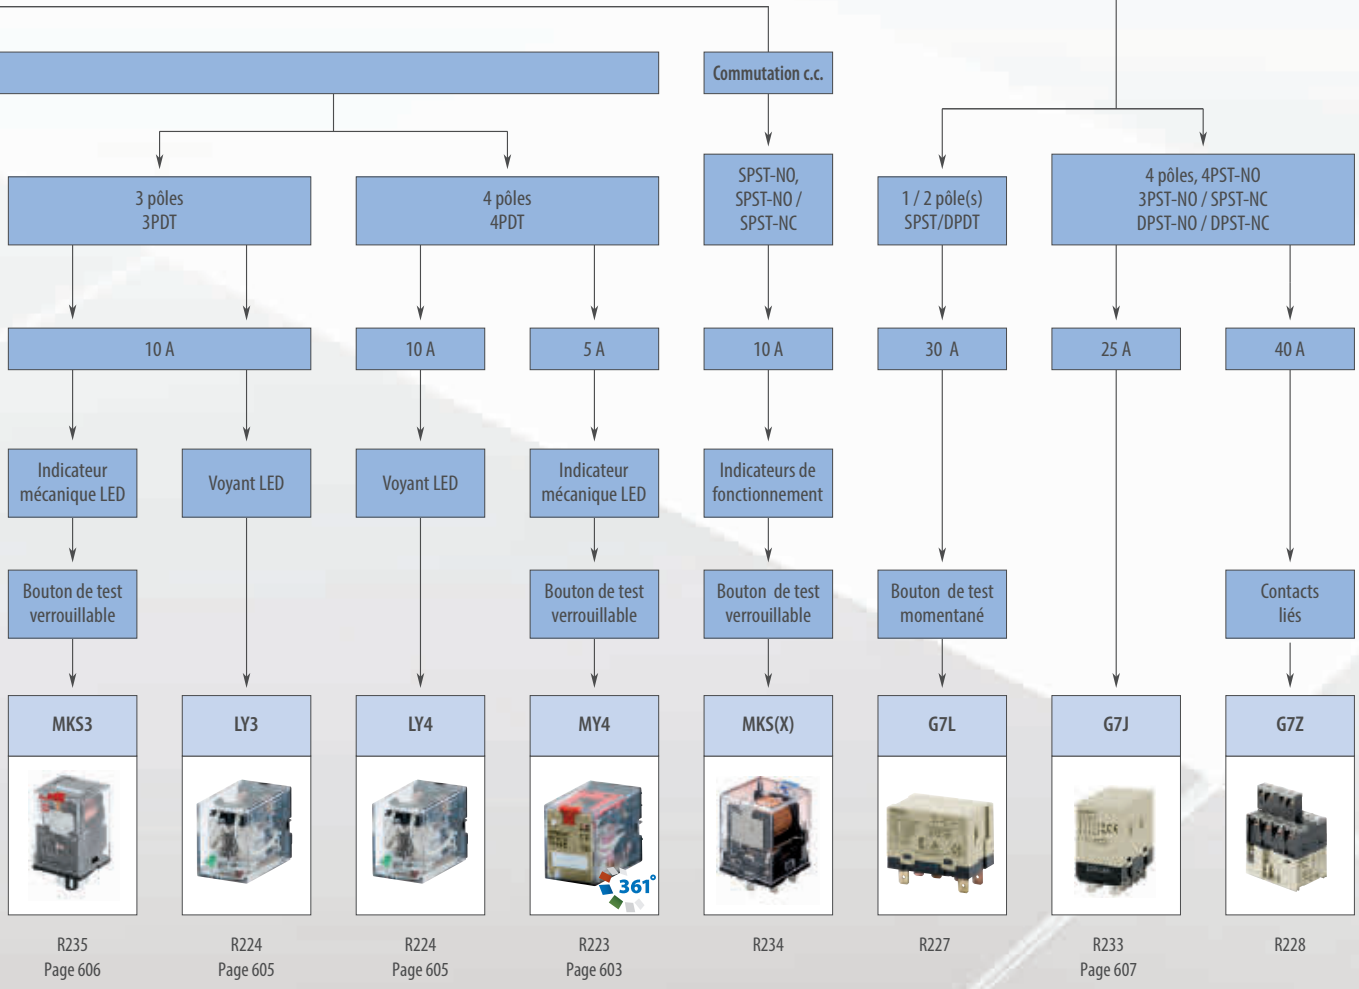 Commutation c.c.
3 pôles
3PDT
4 pôles
4PDT
SPST-NO,
SPST-NO /
SPST-NC
1 / 2 pôle(s)
SPST/DPDT
4 pôles, 4PST-NO
3PST-NO / SPST-NC
DPST-NO / DPST-NC
10 A
10 A
5 A
10 A
30 A
25 A
40 A
Indicateur
mécanique LED
Voyant LED
Voyant LED
Indicateur
mécanique LED
Indicateurs de
fonctionnement
Bouton de test
verrouillable
Bouton de test
verrouillable
Bouton de test
verrouillable
Bouton de test
momentané
Contacts
liés
MKS3
LY3
LY4
MY4
MKS(X)
G7L
G7J
G7Z
361°
R235
Page 606
R224
Page 605
R224
Page 605
R223
Page 603
R234
R227
R233
Page 607
R228